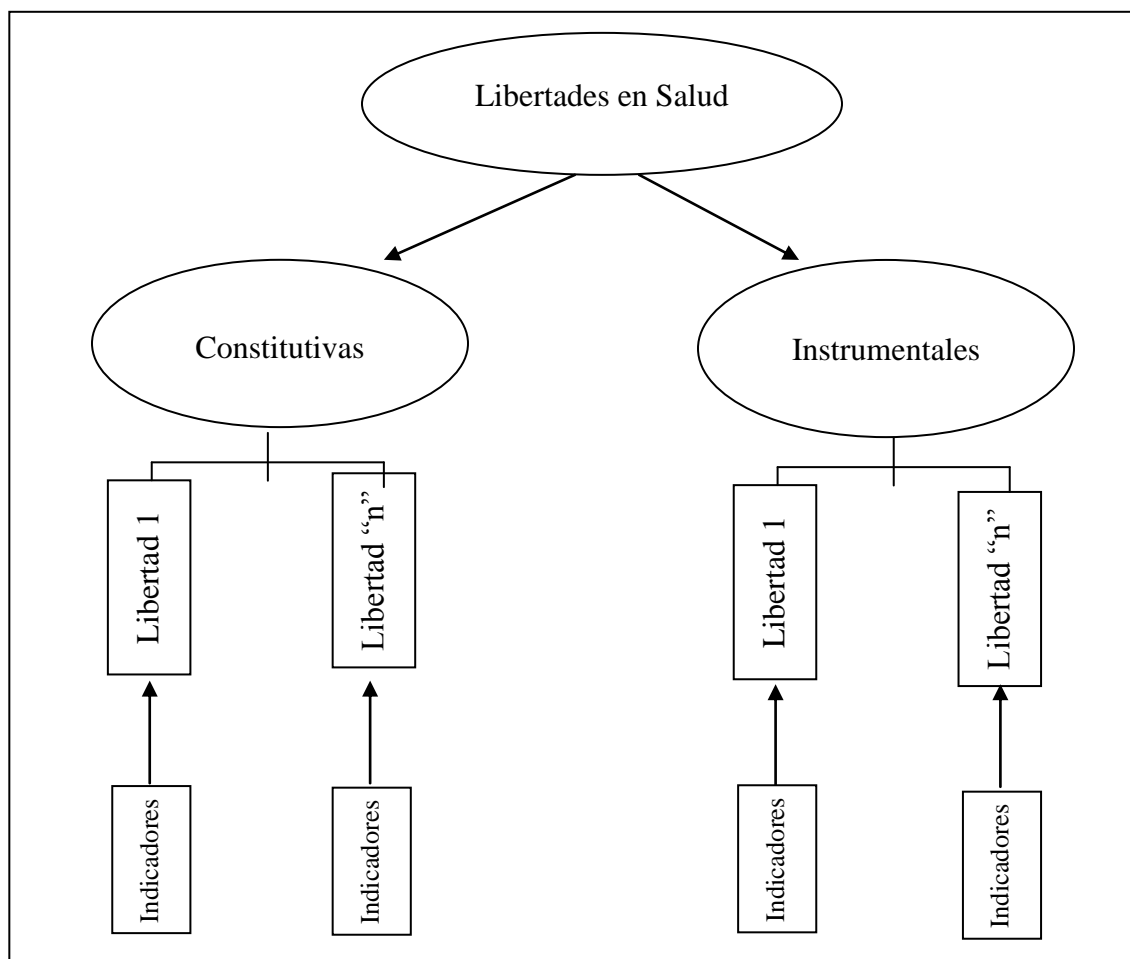 Libertades en Salud
Constitutivas
Instrumentales
Libertad 1
Libertad “n”
Libertad 1
Libertad “n”
Indicadores
Indicadores
Indicadores
Indicadores